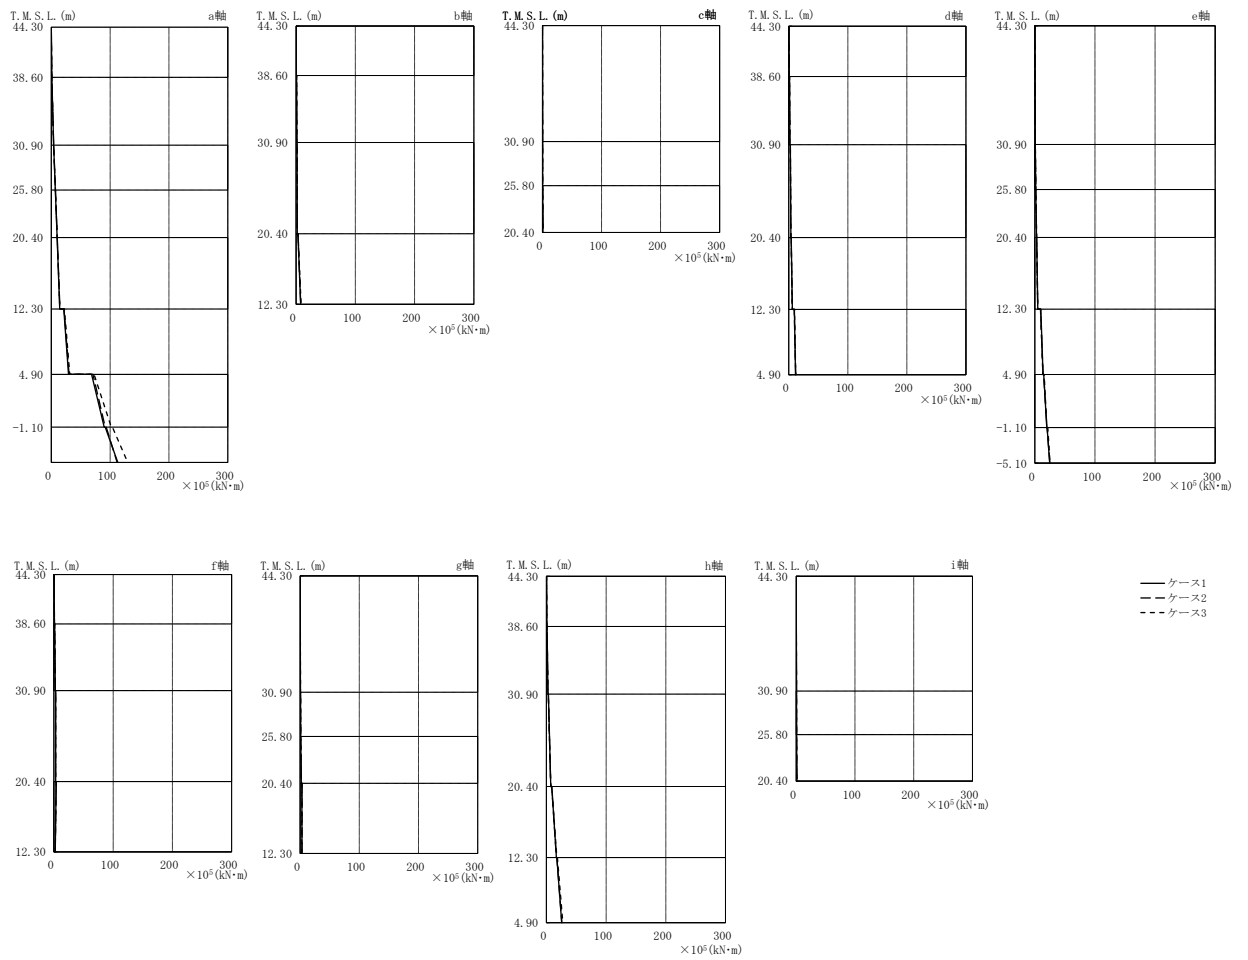 T.M.S.L.(m) a軸
44.30
38.60
30.90
25.80
20.40
12.30
4.90
-1.10
0 100 200 300
×10⁵(kN･m)
T.M.S.L.(m) b軸
44.30
38.60
30.90
20.40
12.30
0 100 200 300
×10⁵(kN･m)
T.M.S.L.(m) c軸
44.30
30.90
25.80
20.40
0 100 200 300
×10⁵(kN･m)
T.M.S.L.(m) d軸
44.30
38.60
30.90
20.40
12.30
4.90
0 100 200 300
×10⁵(kN･m)
T.M.S.L.(m) e軸
44.30
30.90
25.80
20.40
12.30
4.90
-1.10
-5.10
0 100 200 300
×10⁵(kN･m)
T.M.S.L.(m) f軸
44.30
38.60
30.90
20.40
12.30
0 100 200 300
×10⁵(kN･m)
T.M.S.L.(m) g軸
44.30
30.90
25.80
20.40
12.30
0 100 200 300
×10⁵(kN･m)
T.M.S.L.(m) h軸
44.30
38.60
30.90
20.40
12.30
4.90
0 100 200 300
×10⁵(kN･m)
T.M.S.L.(m) i軸
44.30
30.90
25.80
20.40
0 100 200 300
×10⁵(kN･m)
ケース1
ケース2
ケース3